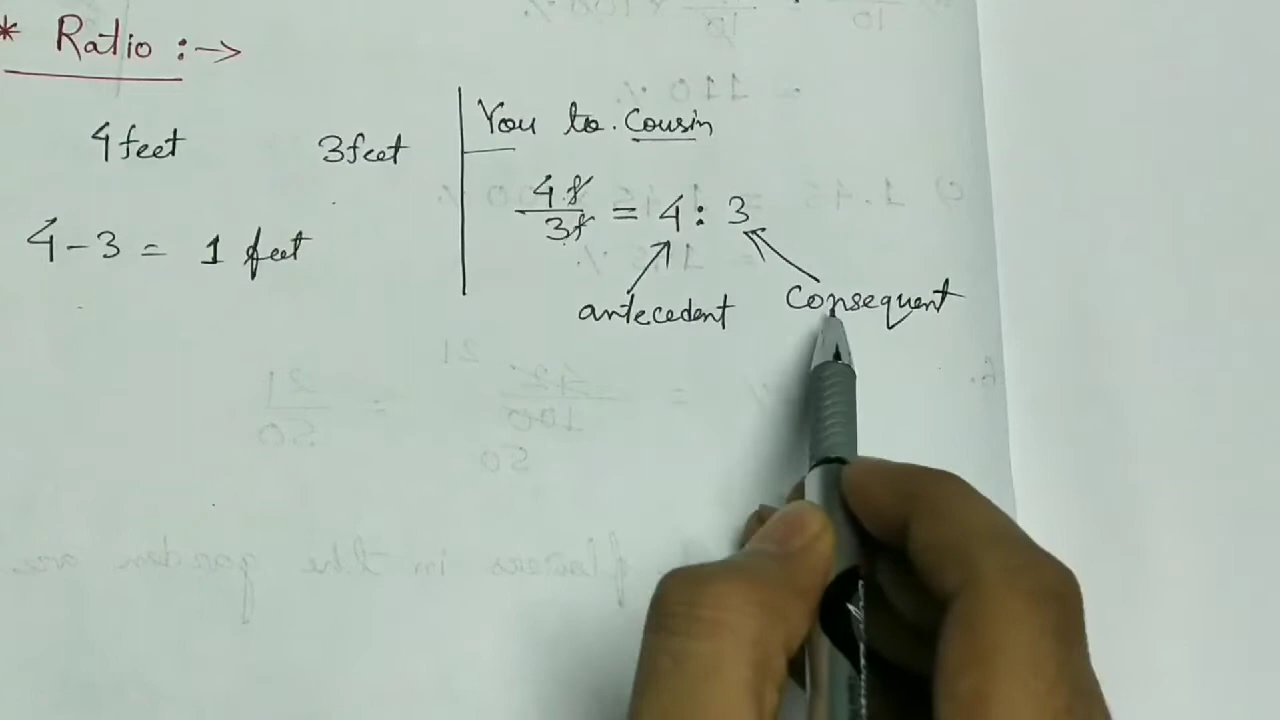 * Ratio :→
4 feet 3 feet
4 - 3 = 1 feet
You to Cousin
4f/3f = 4 : 3
antecedent Consequent